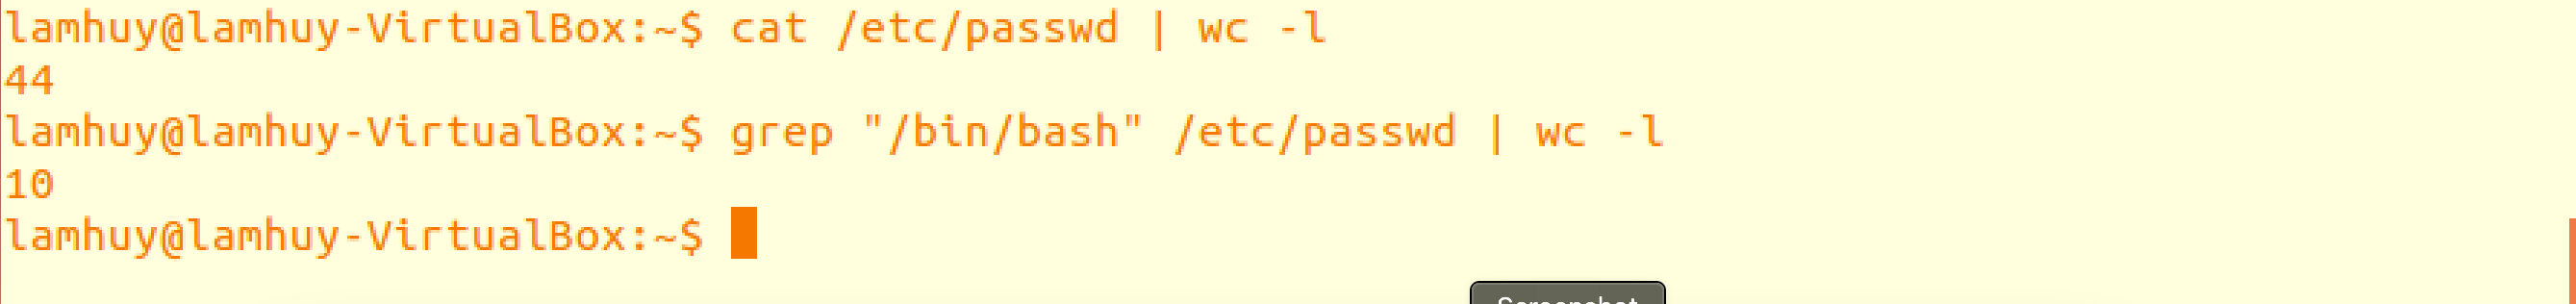 lamhuy@lamhuy-VirtualBox:~$ cat /etc/passwd | wc -l
44
lamhuy@lamhuy-VirtualBox:~$ grep "/bin/bash" /etc/passwd | wc -l
10
lamhuy@lamhuy-VirtualBox:~$
Screenshot